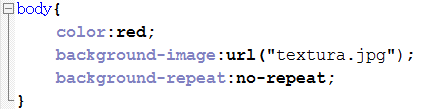 body{
color:red;
background-image:url("textura.jpg");
background-repeat:no-repeat;
}